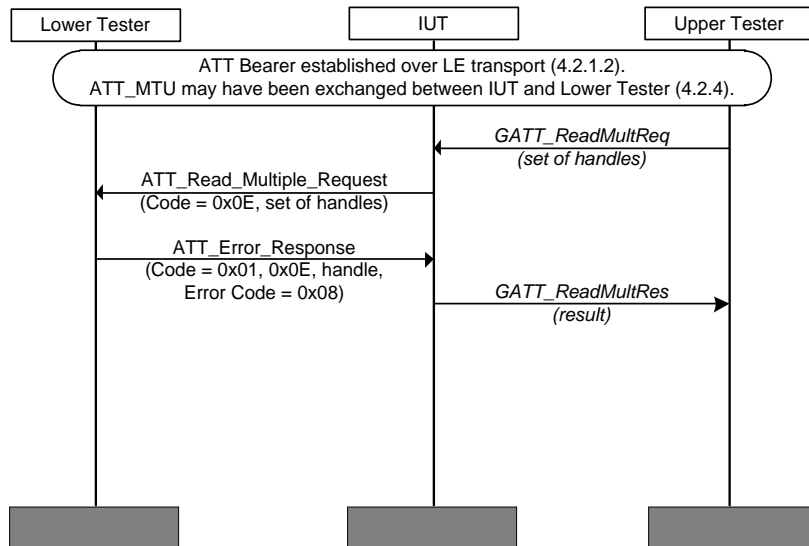 Lower Tester
IUT
Upper Tester
ATT Bearer established over LE transport (4.2.1.2).
ATT_MTU may have been exchanged between IUT and Lower Tester (4.2.4).
GATT_ReadMultReq
(set of handles)
ATT_Read_Multiple_Request
(Code = 0x0E, set of handles)
ATT_Error_Response
(Code = 0x01, 0x0E, handle,
Error Code = 0x08)
GATT_ReadMultRes
(result)